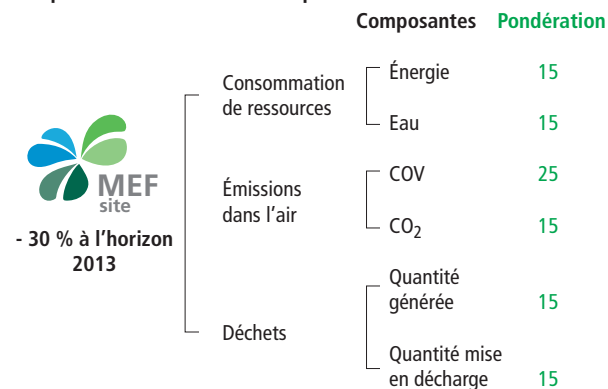 Composantes Pondération
Consommation
de ressources
Énergie 15
Eau 15
MEF
site
- 30 % à l'horizon
2013
Émissions
dans l'air
COV 25
CO₂ 15
Déchets
Quantité
générée 15
Quantité mise
en décharge 15